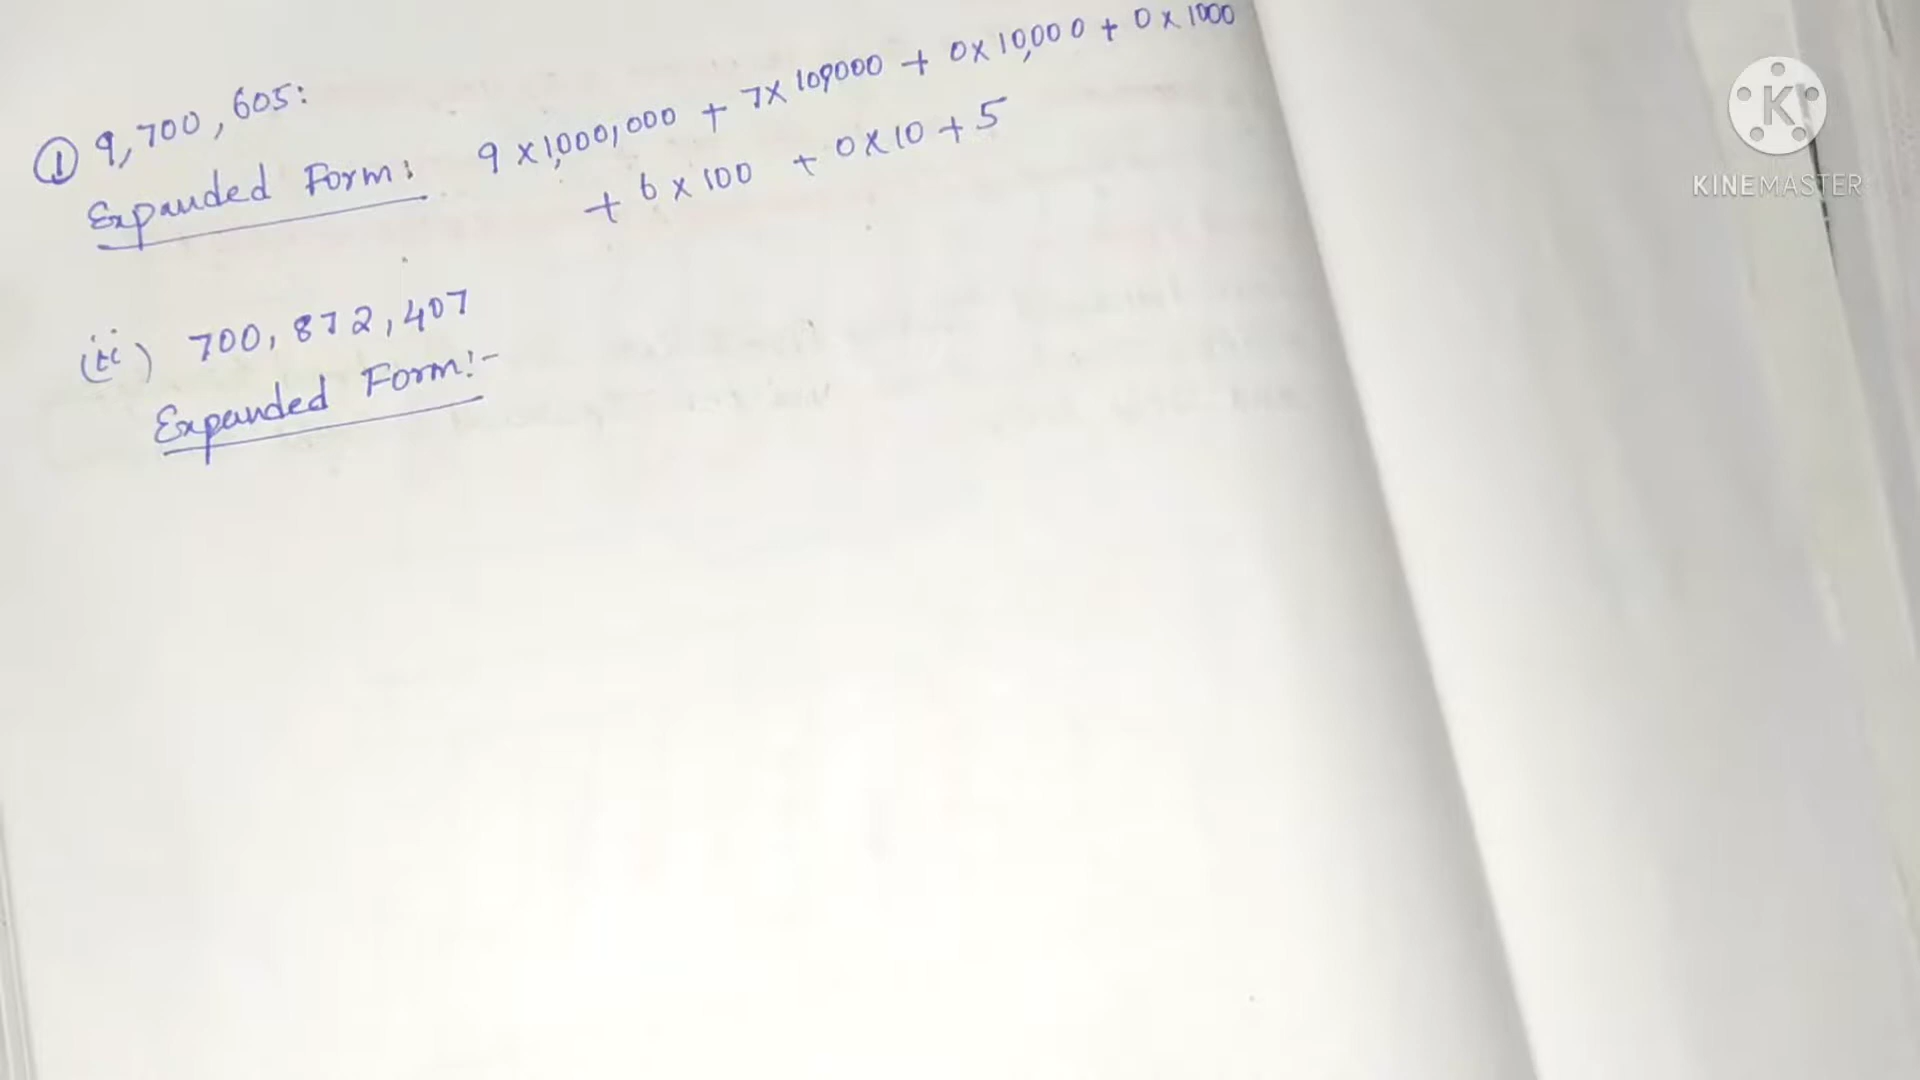 ① 9,700,605:
Expanded Form: 9 × 1,000,000 + 7 × 100,000 + 0 × 10,000 + 0 × 1000
+ 6 × 100 + 0 × 10 + 5
(ii) 700,872,407
Expanded Form:-
K
KINEMASTER